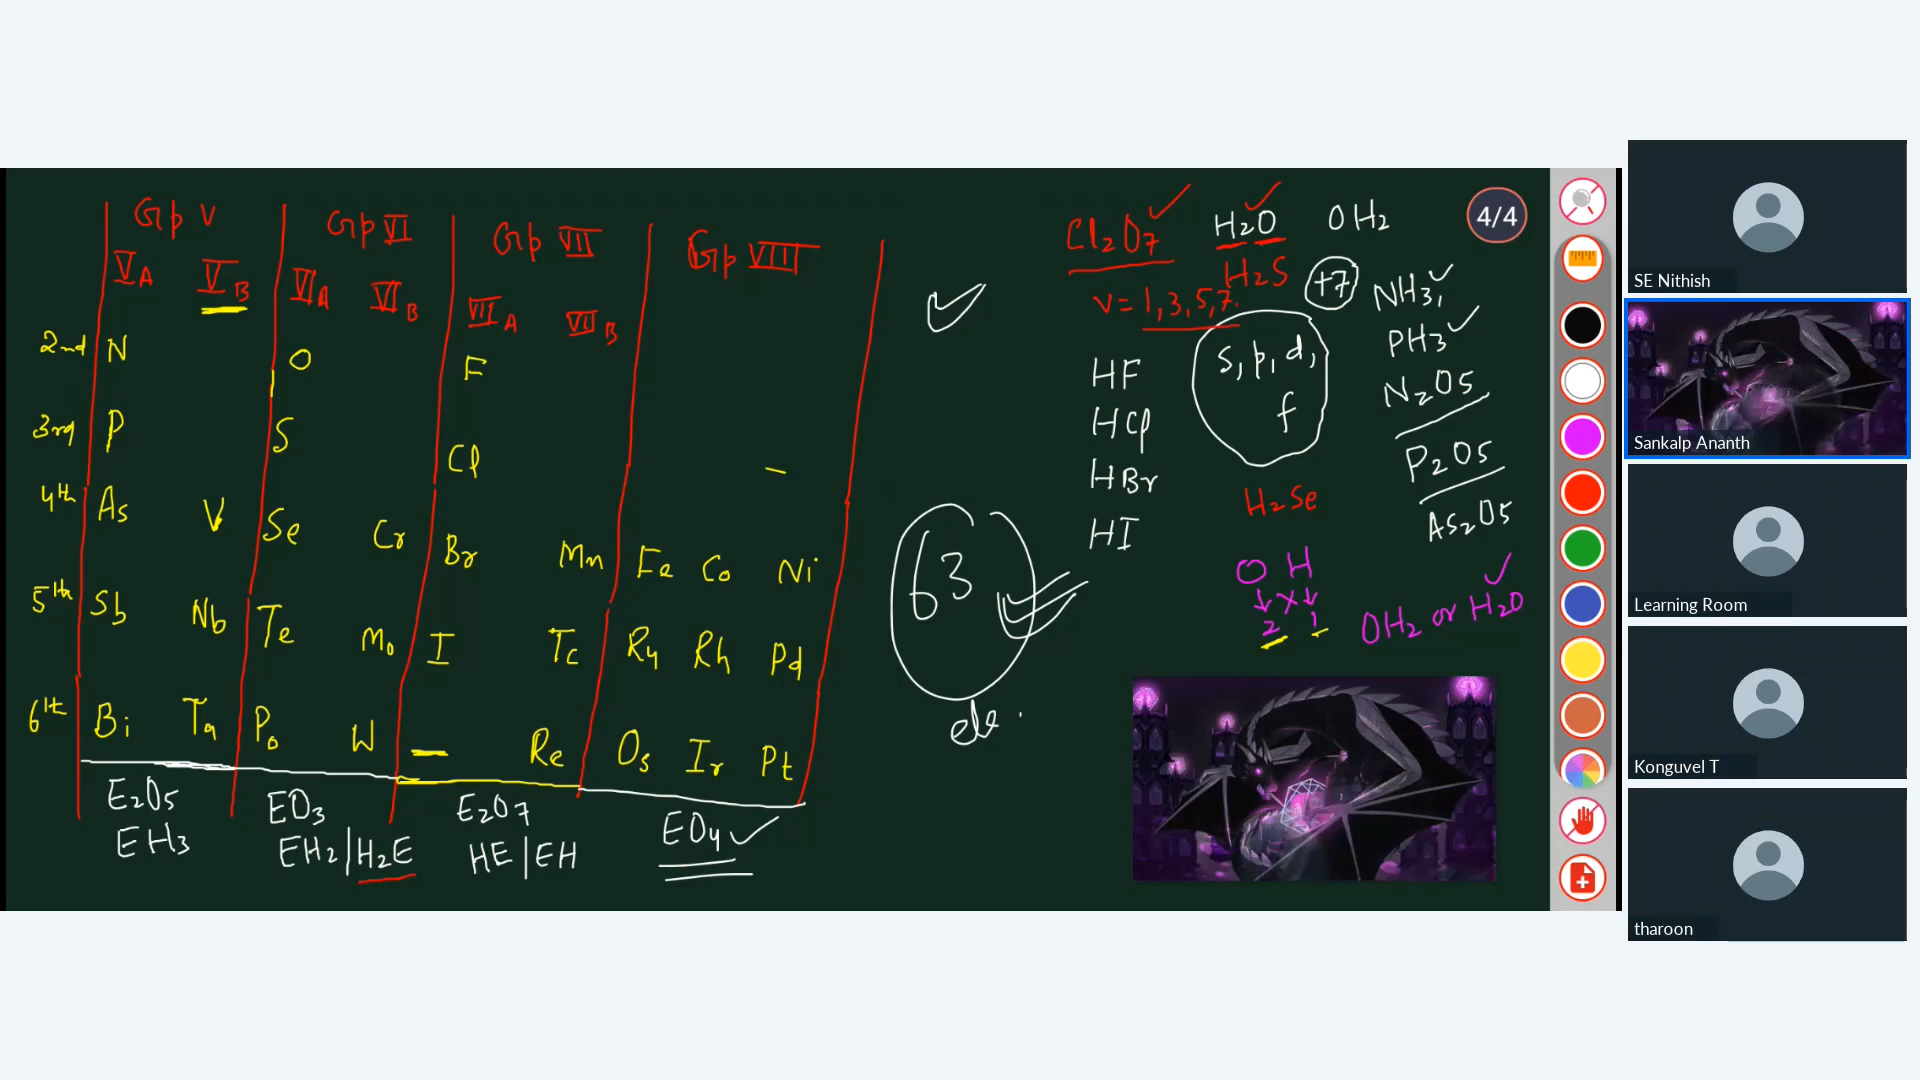 Gp V Gp VI Gp VII Gp VIII
VA VB VIA VIB VIIA VIIB
2nd N O F
3rd P S Cl –
4th As V Se Cr Br Mn Fe Co Ni
5th Sb Nb Te Mo I Tc Ru Rh Pd
6th Bi Ta Po W — Re Os Ir Pt
E2O5 EO3 E2O7 EO4
EH3 EH2|H2E HE|EH
63
ele.
Cl2O7 H2O OH2
H2S
V = 1, 3, 5, 7.
+7
NH3,
PH3
N2O5
P2O5
As2O5
HF
HCl
HBr
HI
s, p, d,
f
H2Se
O H
2 1
OH2 or H2O
4/4
SE Nithish
Sankalp Ananth
Learning Room
Konguvel T
tharoon